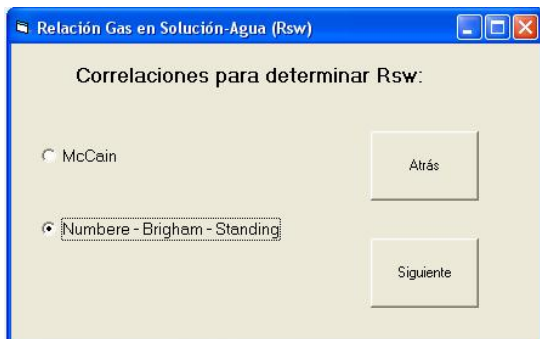 Relación Gas en Solución-Agua (Rsw)
Correlaciones para determinar Rsw:
McCain
Atrás
Numbere - Brigham - Standing
Siguiente